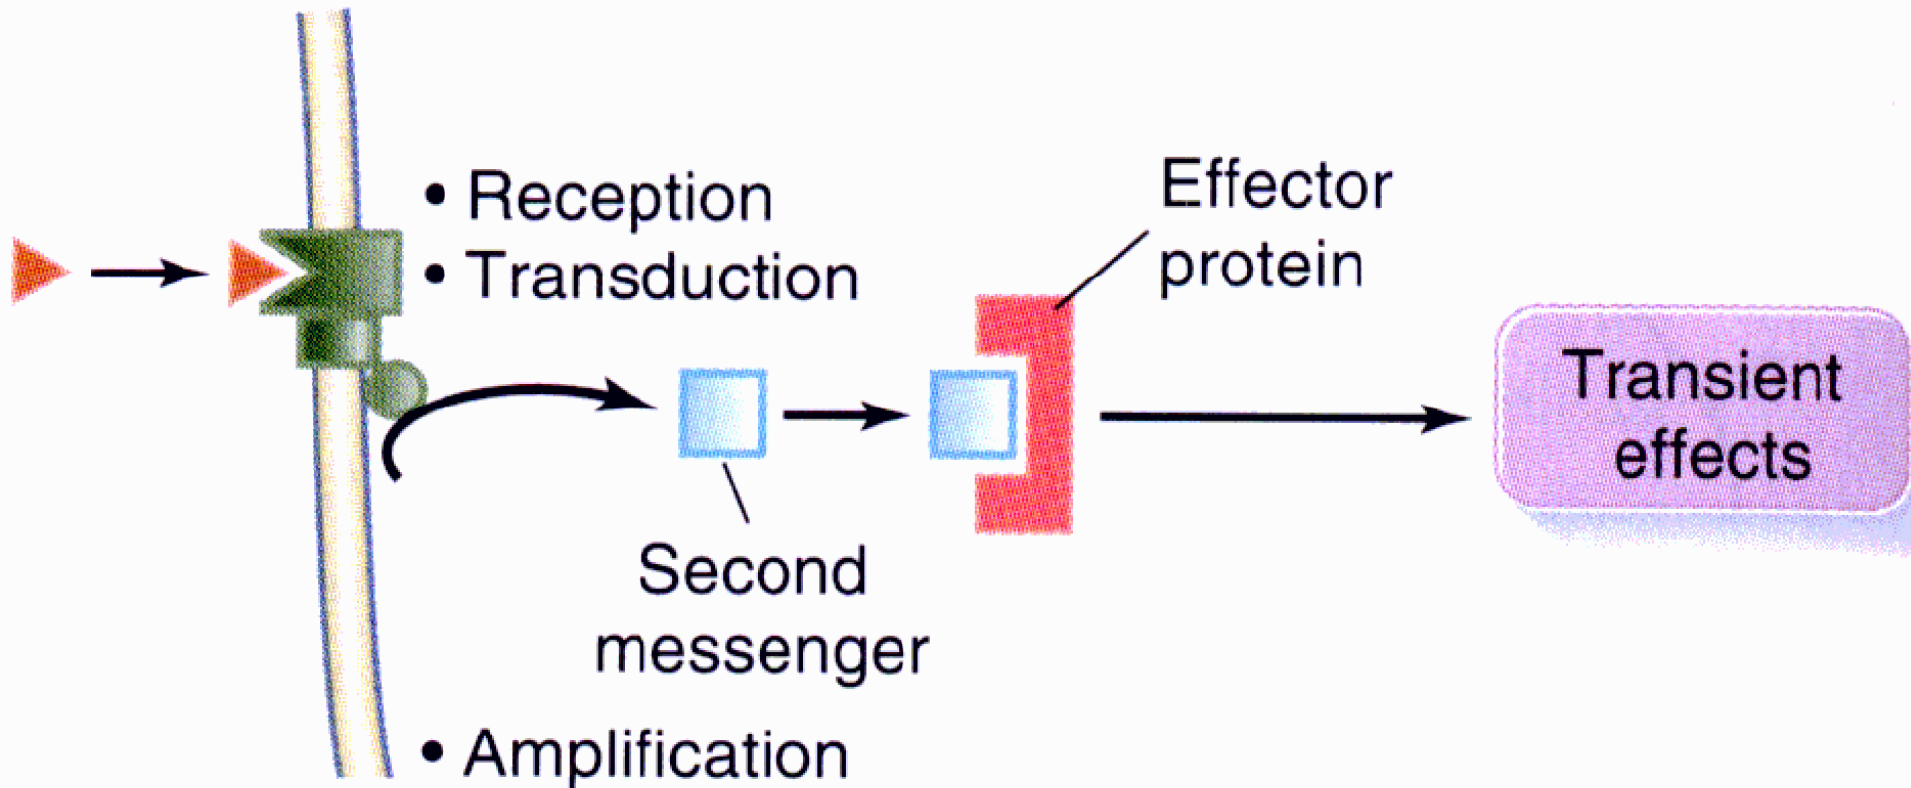 • Reception
• Transduction
Effector
protein
Transient
effects
Second
messenger
• Amplification